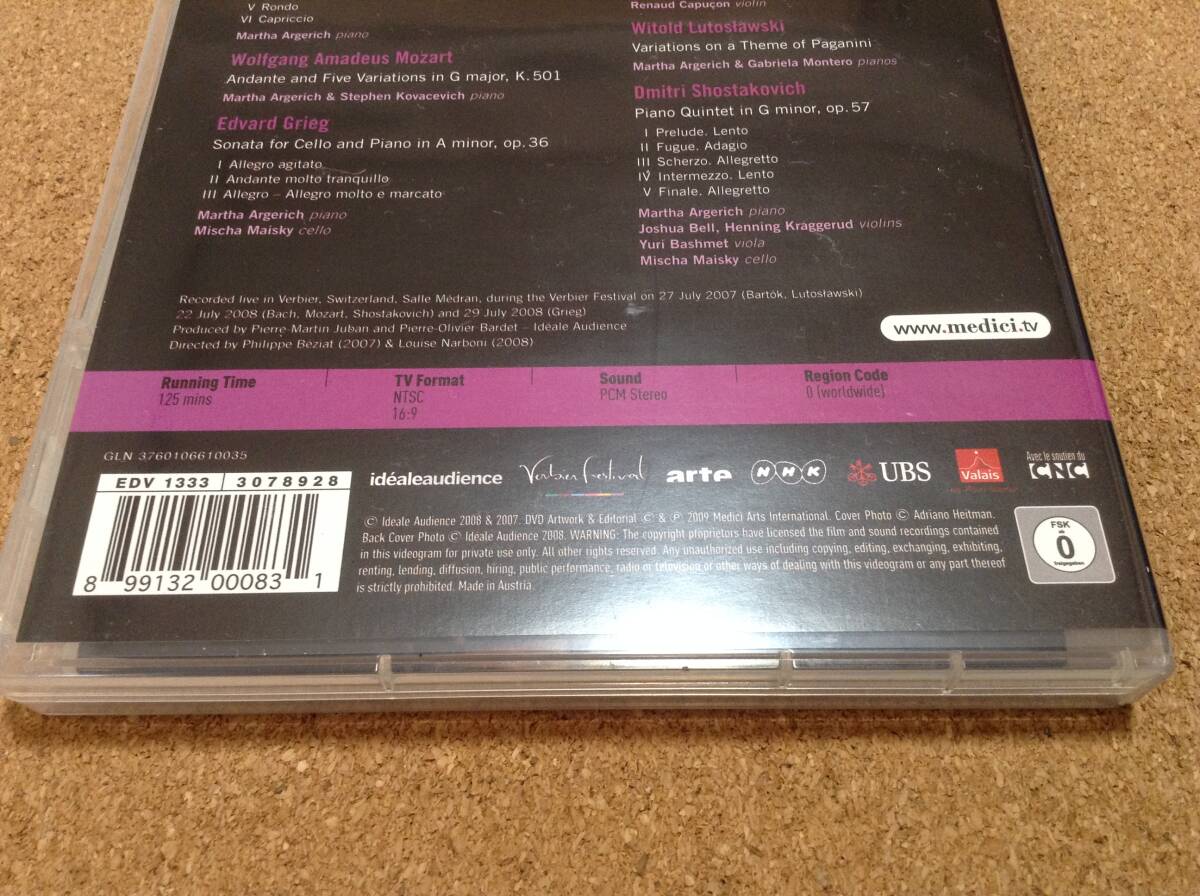 V Rondo
VI Capriccio
Martha Argerich piano
Wolfgang Amadeus Mozart
Andante and Five Variations in G major, K.501
Martha Argerich & Stephen Kovacevich piano
Edvard Grieg
Sonata for Cello and Piano in A minor, op.36
I Allegro agitato
II Andante molto tranquillo
III Allegro – Allegro molto e marcato
Martha Argerich piano
Mischa Maisky cello
Renaud Capuçon violin
Witold Lutosławski
Variations on a Theme of Paganini
Martha Argerich & Gabriela Montero pianos
Dmitri Shostakovich
Piano Quintet in G minor, op.57
I Prelude. Lento
II Fugue. Adagio
III Scherzo. Allegretto
IV Intermezzo. Lento
V Finale. Allegretto
Martha Argerich piano
Joshua Bell, Henning Kraggerud violins
Yuri Bashmet viola
Mischa Maisky cello
Recorded live in Verbier, Switzerland, Salle Médran, during the Verbier Festival on 27 July 2007 (Bartók, Lutosławski)
22 July 2008 (Bach, Mozart, Shostakovich) and 29 July 2008 (Grieg)
Produced by Pierre-Martin Juban and Pierre-Olivier Bardet – Idéale Audience
Directed by Philippe Béziat (2007) & Louise Narboni (2008)
www.medici.tv
Running Time
125 mins
TV Format
NTSC
16:9
Sound
PCM Stereo
Region Code
0 (worldwide)
GLN 3760106610035
EDV 1333 3078928
8 99132 00083 1
idéaleaudience
Verbier Festival
arte
NHK
UBS
Valais
Avec le soutien du
CNC
© Ideale Audience 2008 & 2007. DVD Artwork & Editorial © & ℗ 2009 Medici Arts International. Cover Photo © Adriano Heitman.
Back Cover Photo © Ideale Audience 2008. WARNING: The copyright proprietors have licensed the film and sound recordings contained
in this videogram for private use only. All other rights reserved. Any unauthorized use including copying, editing, exchanging, exhibiting,
renting, lending, diffusion, hiring, public performance, radio or television or other ways of dealing with this videogram or any part thereof
is strictly prohibited. Made in Austria.
FSK
ab
0
freigegeben